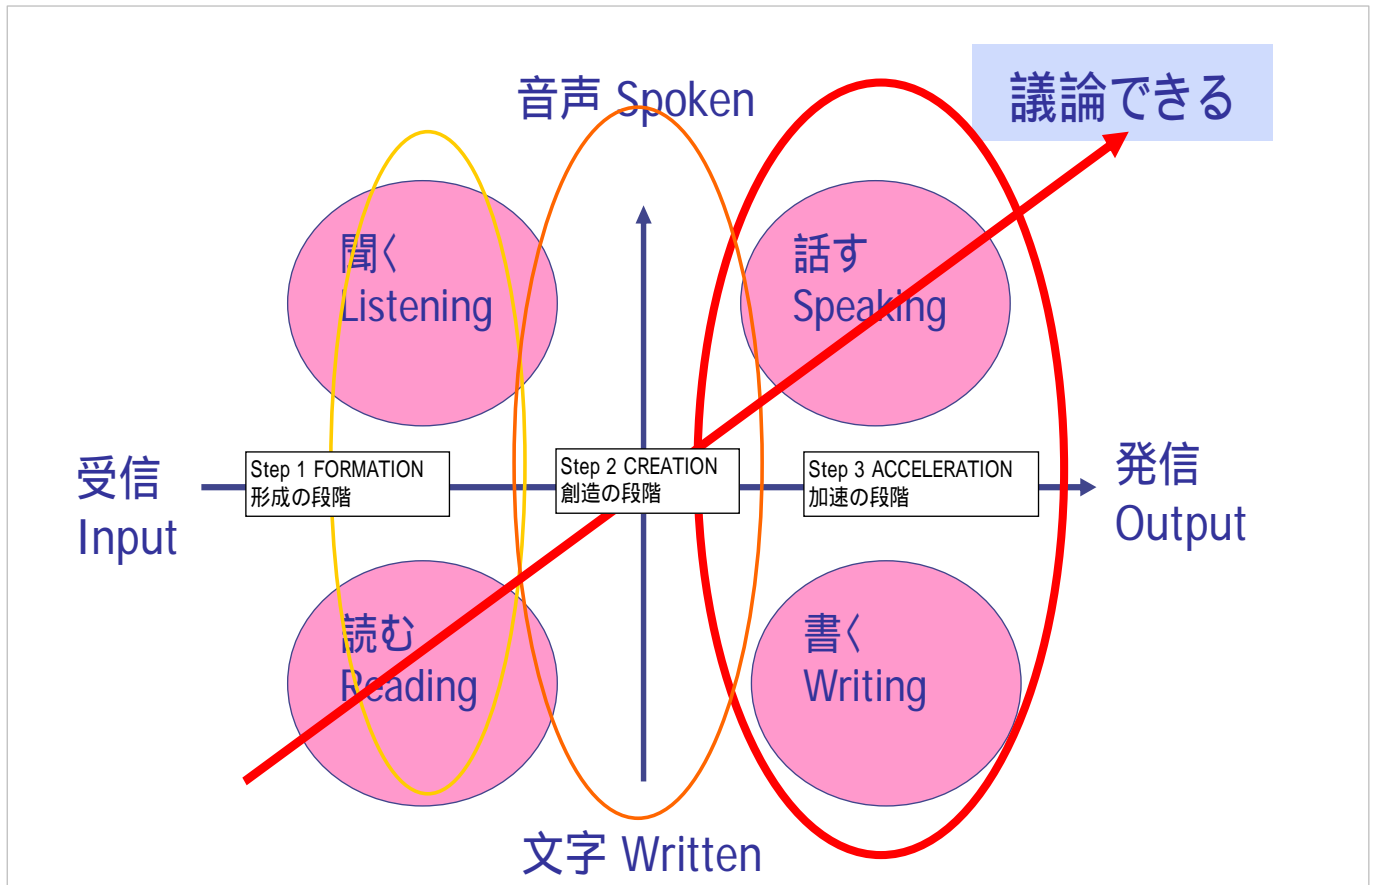 議論できる
音声 Spoken
聞く
Listening
話す
Speaking
受信
Input
Step 1 FORMATION
形成の段階
Step 2 CREATION
創造の段階
Step 3 ACCELERATION
加速の段階
発信
Output
読む
Reading
書く
Writing
文字 Written